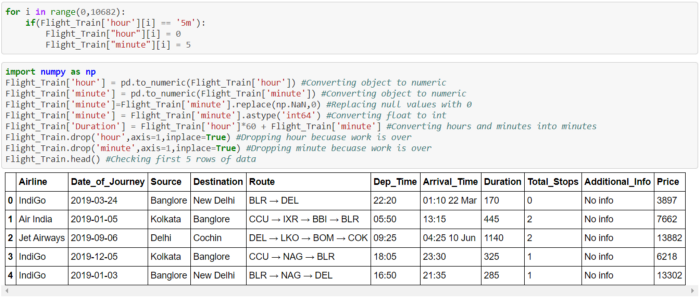 for i in range(0,10682):
if(Flight_Train['hour'][i] == '5m'):
Flight_Train["hour"][i] = 0
Flight_Train["minute"][i] = 5
import numpy as np
Flight_Train['hour'] = pd.to_numeric(Flight_Train['hour']) #Converting object to numeric
Flight_Train['minute'] = pd.to_numeric(Flight_Train['minute']) #Converting object to numeric
Flight_Train['minute']=Flight_Train['minute'].replace(np.NaN,0) #Replacing null values with 0
Flight_Train['minute'] = Flight_Train['minute'].astype('int64') #Converting float to int
Flight_Train['Duration'] = Flight_Train['hour']*60 + Flight_Train['minute'] #Converting hours and minutes into minutes
Flight_Train.drop('hour',axis=1,inplace=True) #Dropping hour becuase work is over
Flight_Train.drop('minute',axis=1,inplace=True) #Dropping minute becuase work is over
Flight_Train.head() #Checking first 5 rows of data
Airline Date_of_Journey Source Destination Route Dep_Time Arrival_Time Duration Total_Stops Additional_Info Price
0 IndiGo 2019-03-24 Banglore New Delhi BLR → DEL 22:20 01:10 22 Mar 170 0 No info 3897
1 Air India 2019-01-05 Kolkata Banglore CCU → IXR → BBI → BLR 05:50 13:15 445 2 No info 7662
2 Jet Airways 2019-09-06 Delhi Cochin DEL → LKO → BOM → COK 09:25 04:25 10 Jun 1140 2 No info 13882
3 IndiGo 2019-12-05 Kolkata Banglore CCU → NAG → BLR 18:05 23:30 325 1 No info 6218
4 IndiGo 2019-01-03 Banglore New Delhi BLR → NAG → DEL 16:50 21:35 285 1 No info 13302